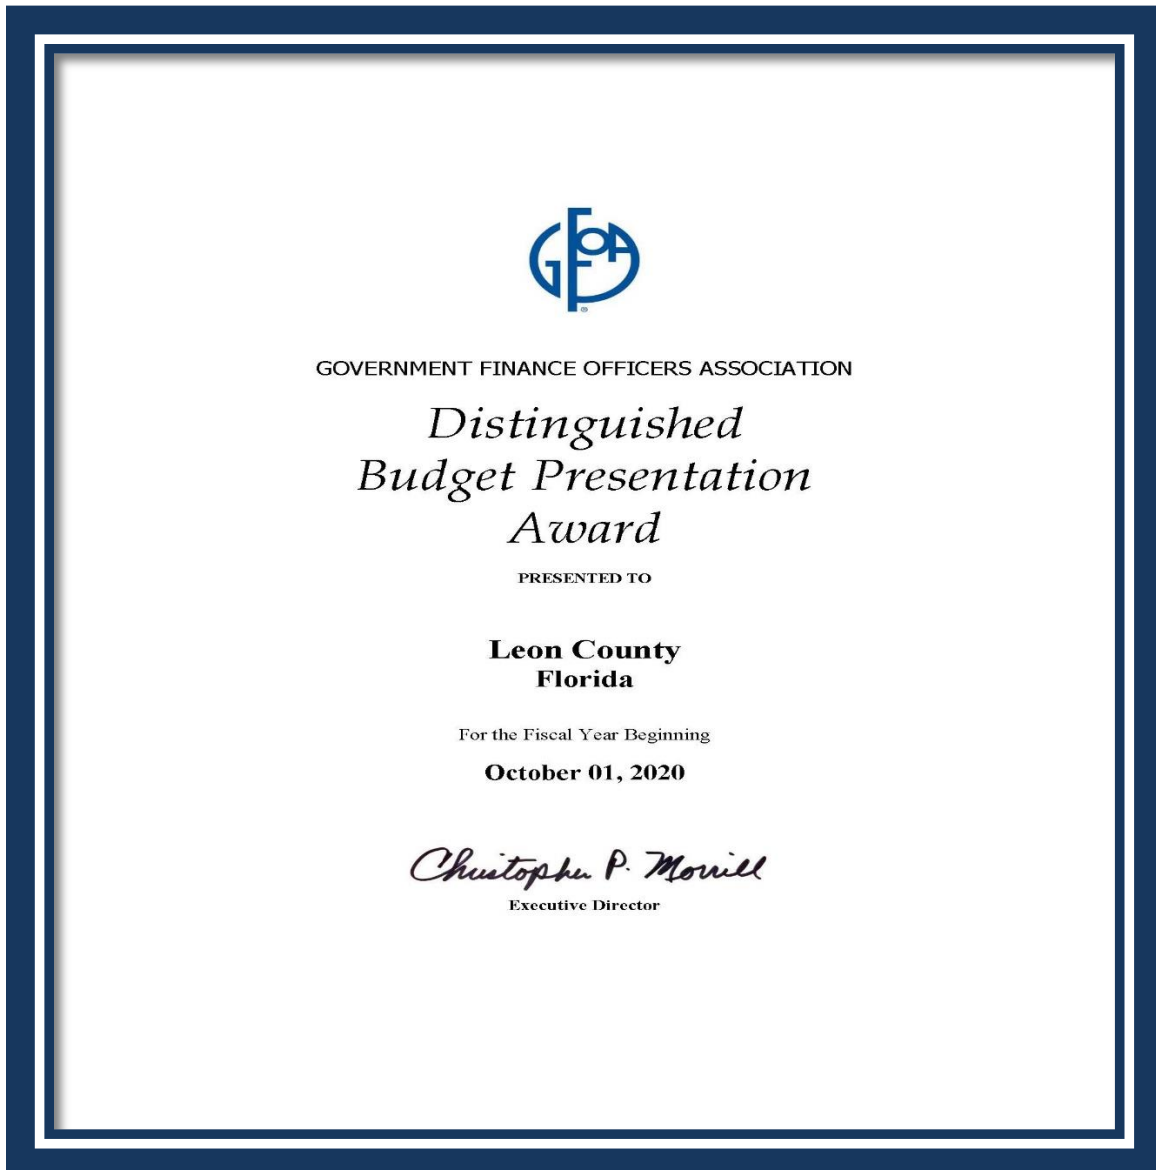 GFOA
®
GOVERNMENT FINANCE OFFICERS ASSOCIATION
Distinguished
Budget Presentation
Award
PRESENTED TO
Leon County
Florida
For the Fiscal Year Beginning
October 01, 2020
Christopher P. Morrill
Executive Director